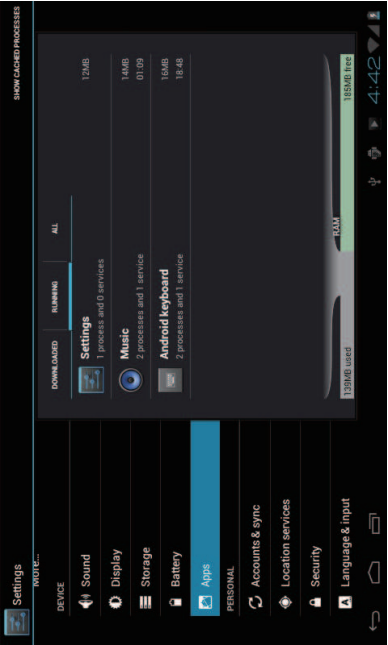 Settings
SHOW CACHED PROCESSES
More...
DEVICE
Sound
Display
Storage
Battery
Apps
PERSONAL
Accounts & sync
Location services
Security
Language & input
DOWNLOADED
RUNNING
ALL
Settings
12MB
1 process and 0 services
Music
14MB
2 processes and 1 service
01:09
Android keyboard
16MB
2 processes and 1 service
18:48
RAM
139MB used
185MB free
4:42